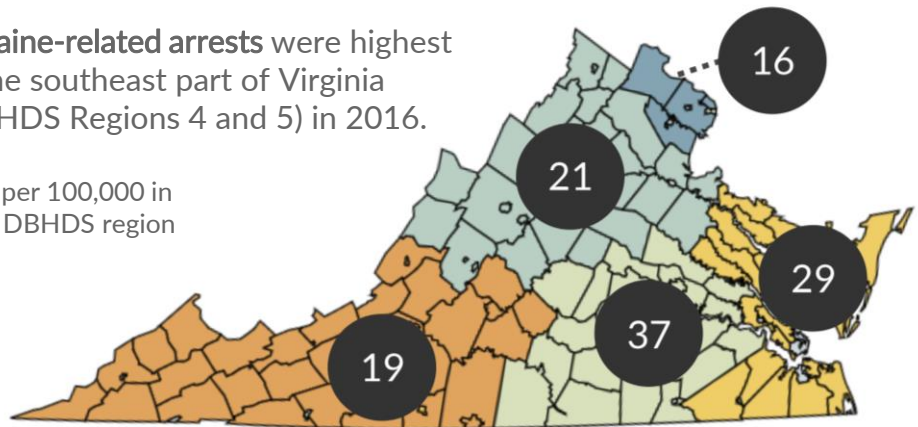 aine-related arrests were highest
ne southeast part of Virginia
HDS Regions 4 and 5) in 2016.
per 100,000 in
DBHDS region
16
21
29
37
19